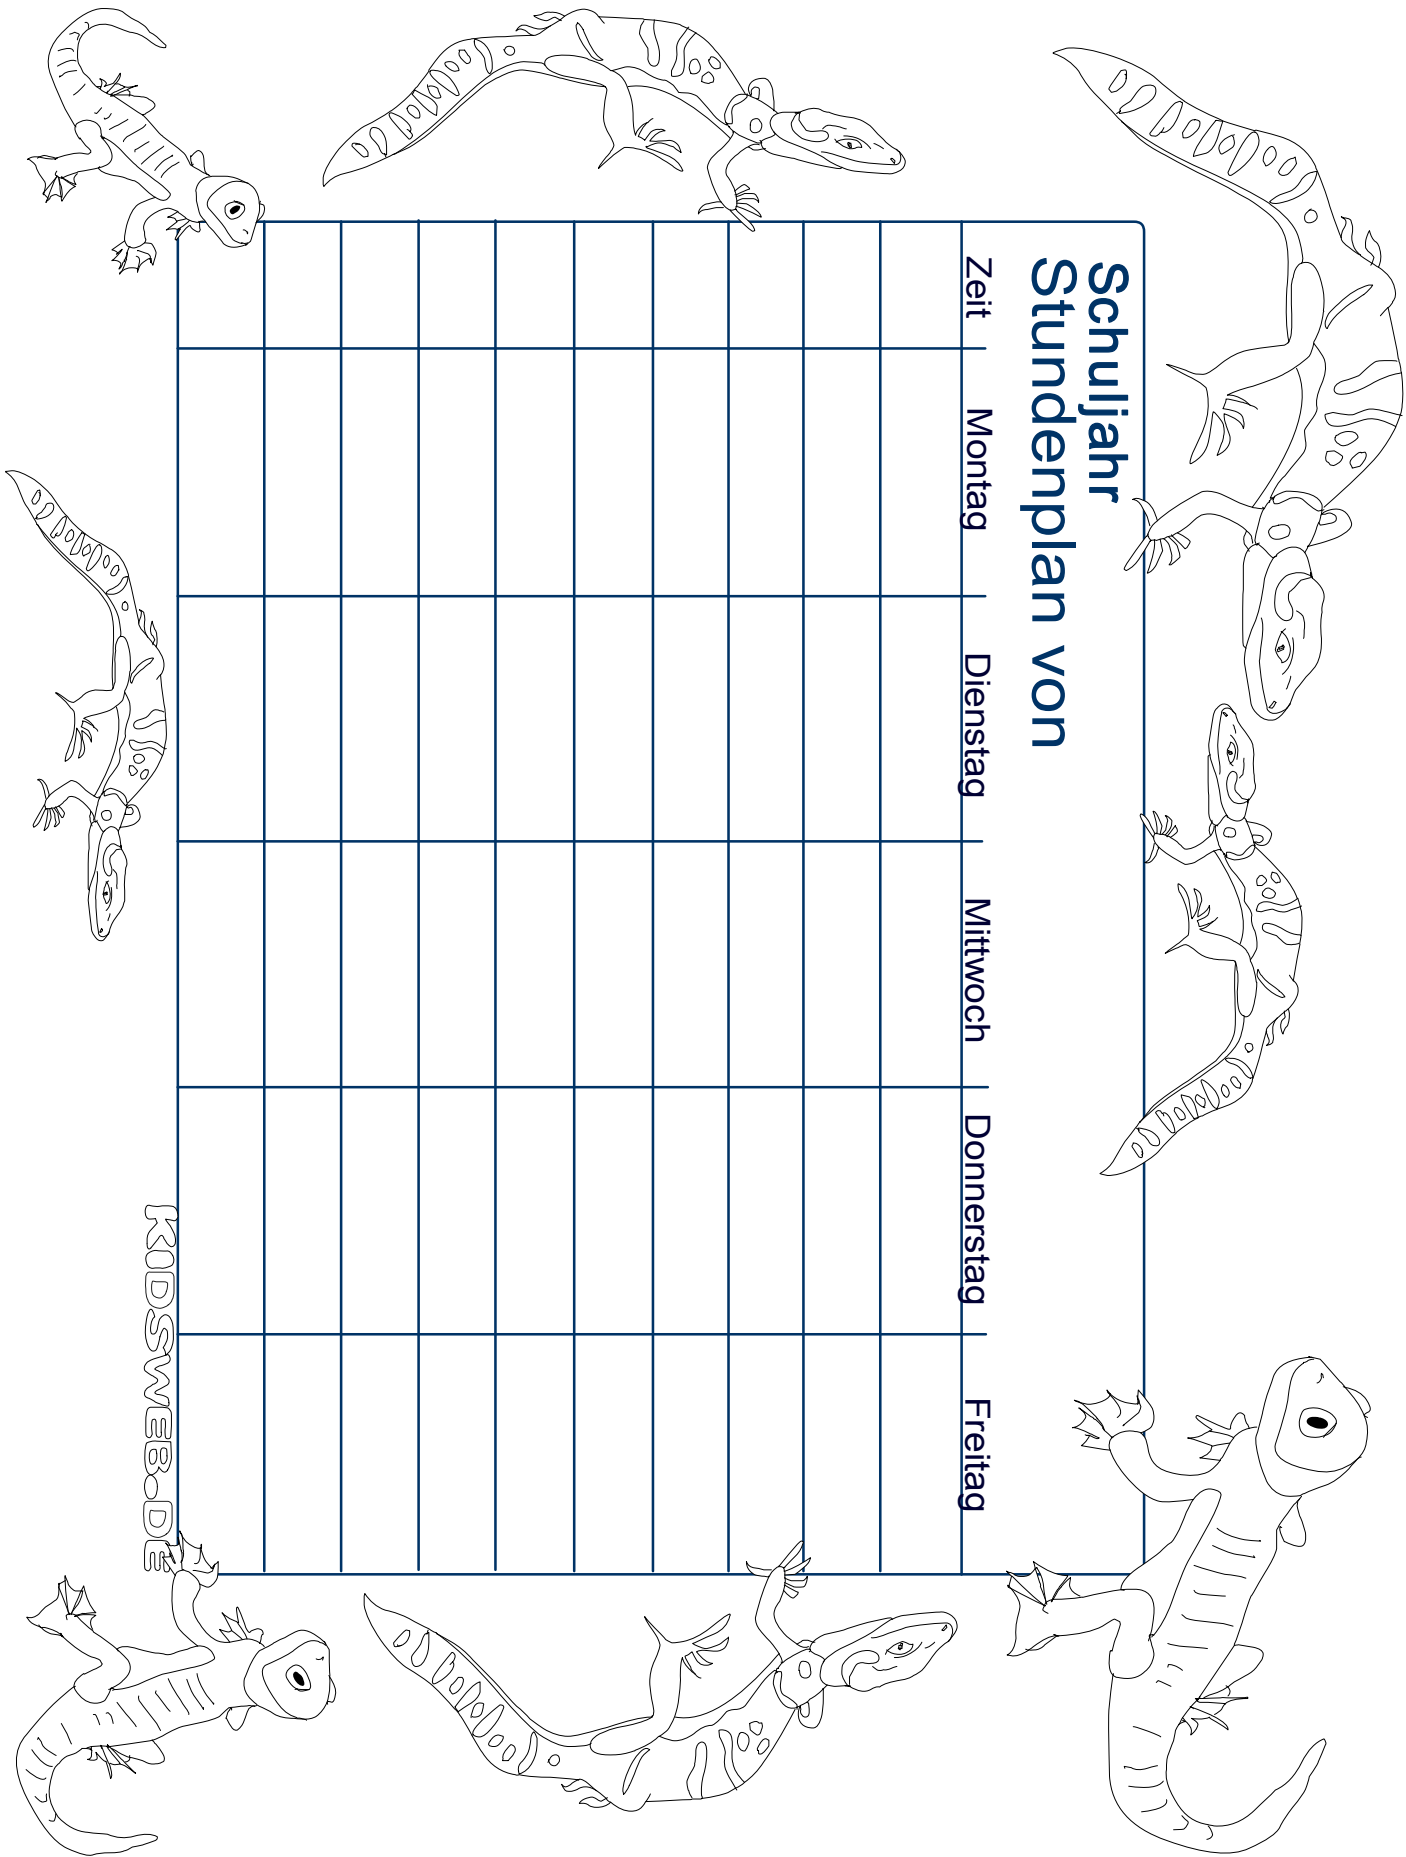 Schuljahr
Stundenplan von
Zeit Montag Dienstag Mittwoch Donnerstag Freitag
KIDSWEB.DE